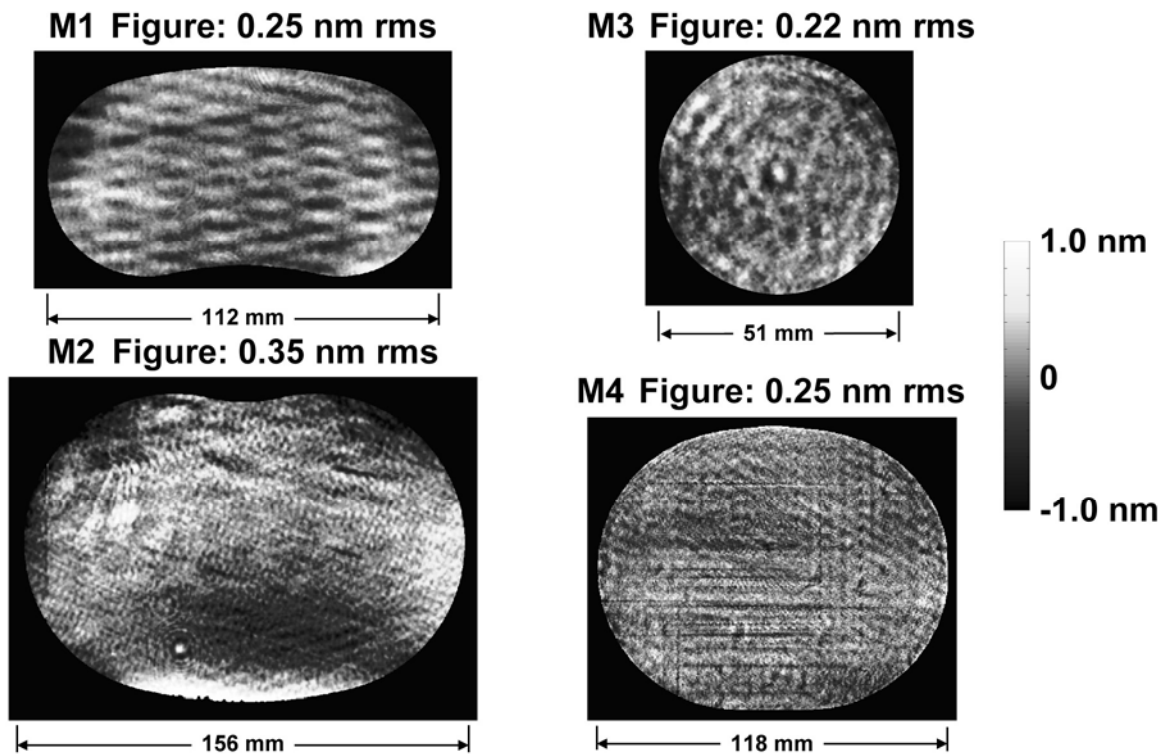 M1 Figure: 0.25 nm rms
112 mm
M2 Figure: 0.35 nm rms
156 mm
M3 Figure: 0.22 nm rms
51 mm
M4 Figure: 0.25 nm rms
118 mm
1.0 nm
0
-1.0 nm